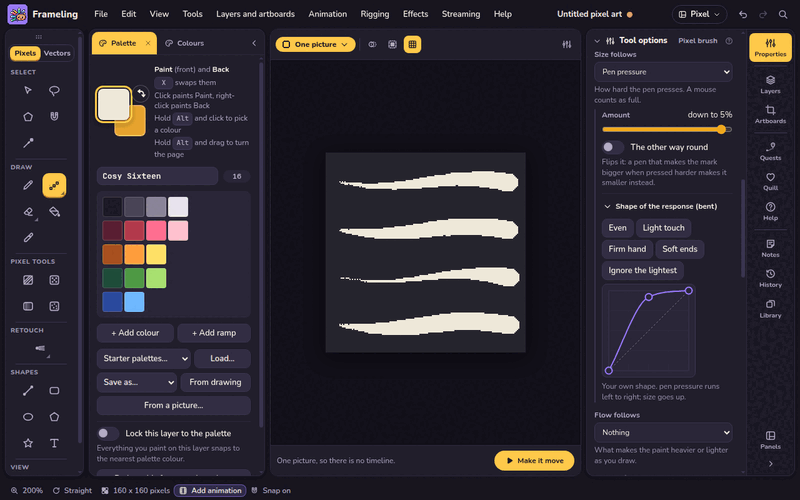 Frameling
File
Edit
View
Tools
Layers and artboards
Animation
Rigging
Effects
Streaming
Help
Untitled pixel art
Pixel
Pixels
Vectors
SELECT
DRAW
PIXEL TOOLS
RETOUCH
SHAPES
VIEW
Palette
Colours
Paint (front) and Back
X swaps them
Click paints Paint, right-
click paints Back
Hold Alt and click to pick
a colour
Hold Alt and drag to turn
the page
Cosy Sixteen
16
+ Add colour
+ Add ramp
Starter palettes...
Load...
Save as...
From drawing
From a picture...
Lock this layer to the palette
Everything you paint on this layer snaps to
the nearest palette colour.
One picture
One picture, so there is no timeline.
Make it move
Tool options
Pixel brush
Size follows
Pen pressure
How hard the pen presses. A mouse
counts as full.
Amount
down to 5%
The other way round
Flips it: a pen that makes the mark
bigger when pressed harder makes it
smaller instead.
Shape of the response (bent)
Even
Light touch
Firm hand
Soft ends
Ignore the lightest
Your own shape. pen pressure runs
left to right; size goes up.
Flow follows
Nothing
What makes the paint heavier or lighter
as you draw.
Properties
Layers
Artboards
Quests
Quill
Help
Notes
History
Library
Panels
200%
Straight
160 x 160 pixels
Add animation
Snap on